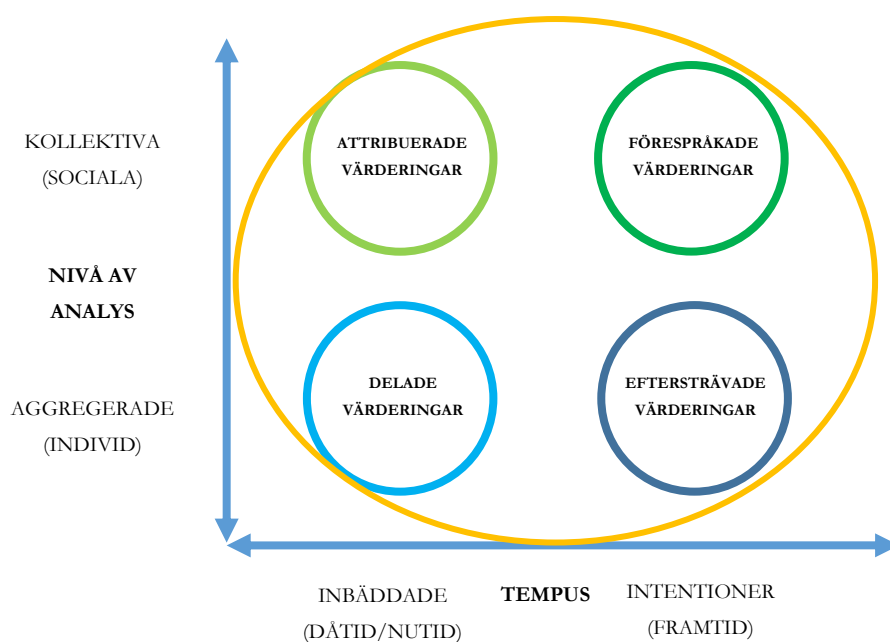 KOLLEKTIVA
(SOCIALA)
ATTRIBUERADE
VÄRDERINGAR
FÖRESPRÅKADE
VÄRDERINGAR
NIVÅ AV
ANALYS
AGGREGERADE
(INDIVID)
DELADE
VÄRDERINGAR
EFTERSTRÄVADE
VÄRDERINGAR
INBÄDDADE
(DÅTID/NUTID)
TEMPUS
INTENTIONER
(FRAMTID)